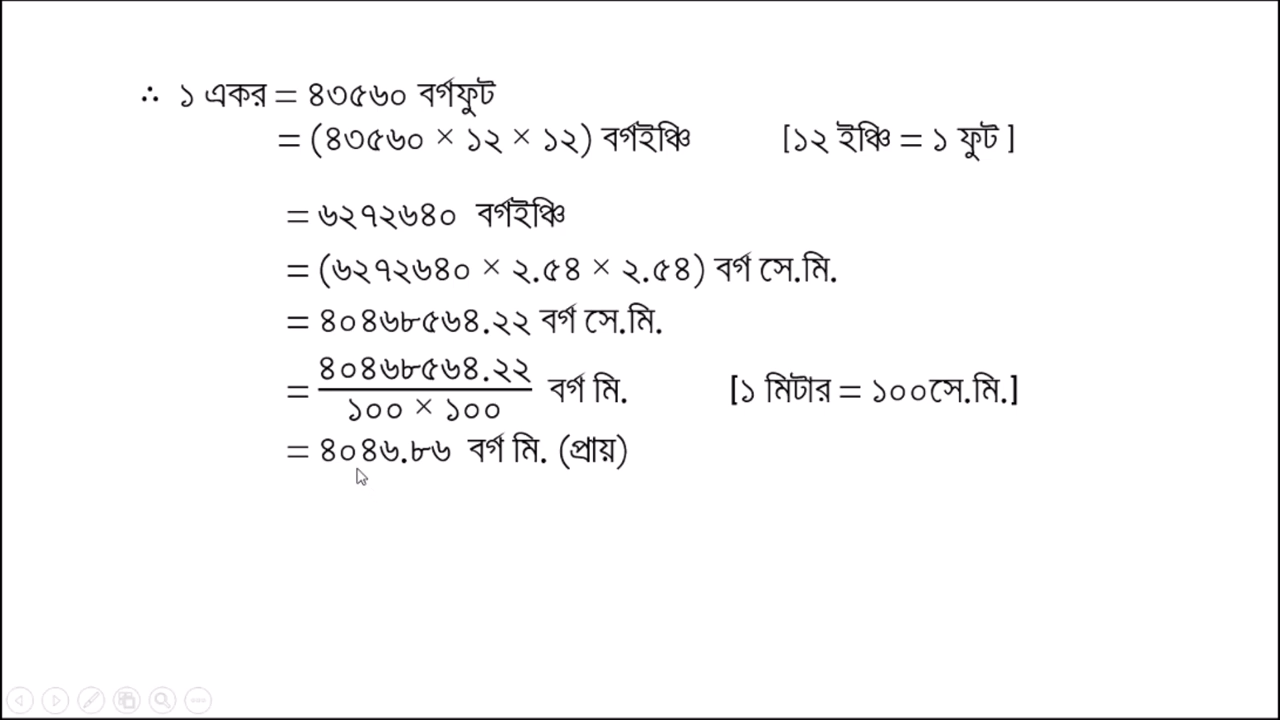 ∴ ১ একর = ৪৩৫৬০ বর্গফুট
= (৪৩৫৬০ × ১২ × ১২) বর্গইঞ্চি [১২ ইঞ্চি = ১ ফুট ]
= ৬২৭২৬৪০ বর্গইঞ্চি
= (৬২৭২৬৪০ × ২.৫৪ × ২.৫৪) বর্গ সে.মি.
= ৪০৪৬৮৫৬৪.২২ বর্গ সে.মি.
= ৪০৪৬৮৫৬৪.২২ / ১০০ × ১০০ বর্গ মি. [১ মিটার = ১০০সে.মি.]
= ৪০৪৬.৮৬ বর্গ মি. (প্রায়)